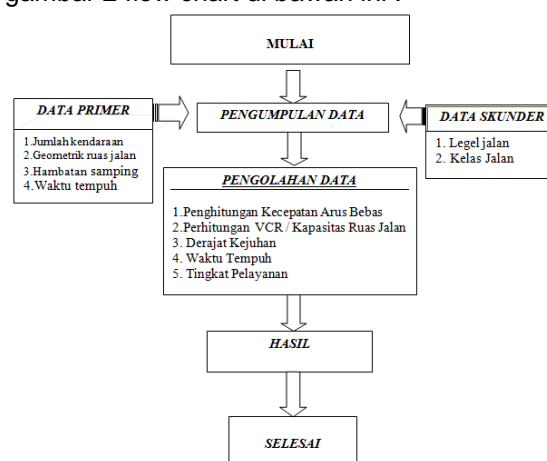 gambar 2 flow chart di bawah ini :
MULAI
DATA PRIMER
1.Jumlah kendaraan
2.Geometrik ruas jalan
3.Hambatan samping
4.Waktu tempuh
PENGUMPULAN DATA
DATA SKUNDER
1. Legel jalan
2. Kelas Jalan
PENGOLAHAN DATA
1.Penghitungan Kecepatan Arus Bebas
2.Perhitungan VCR / Kapasitas Ruas Jalan
3. Derajat Kejuhan
4. Waktu Tempuh
5. Tingkat Pelayanan
HASIL
SELESAI